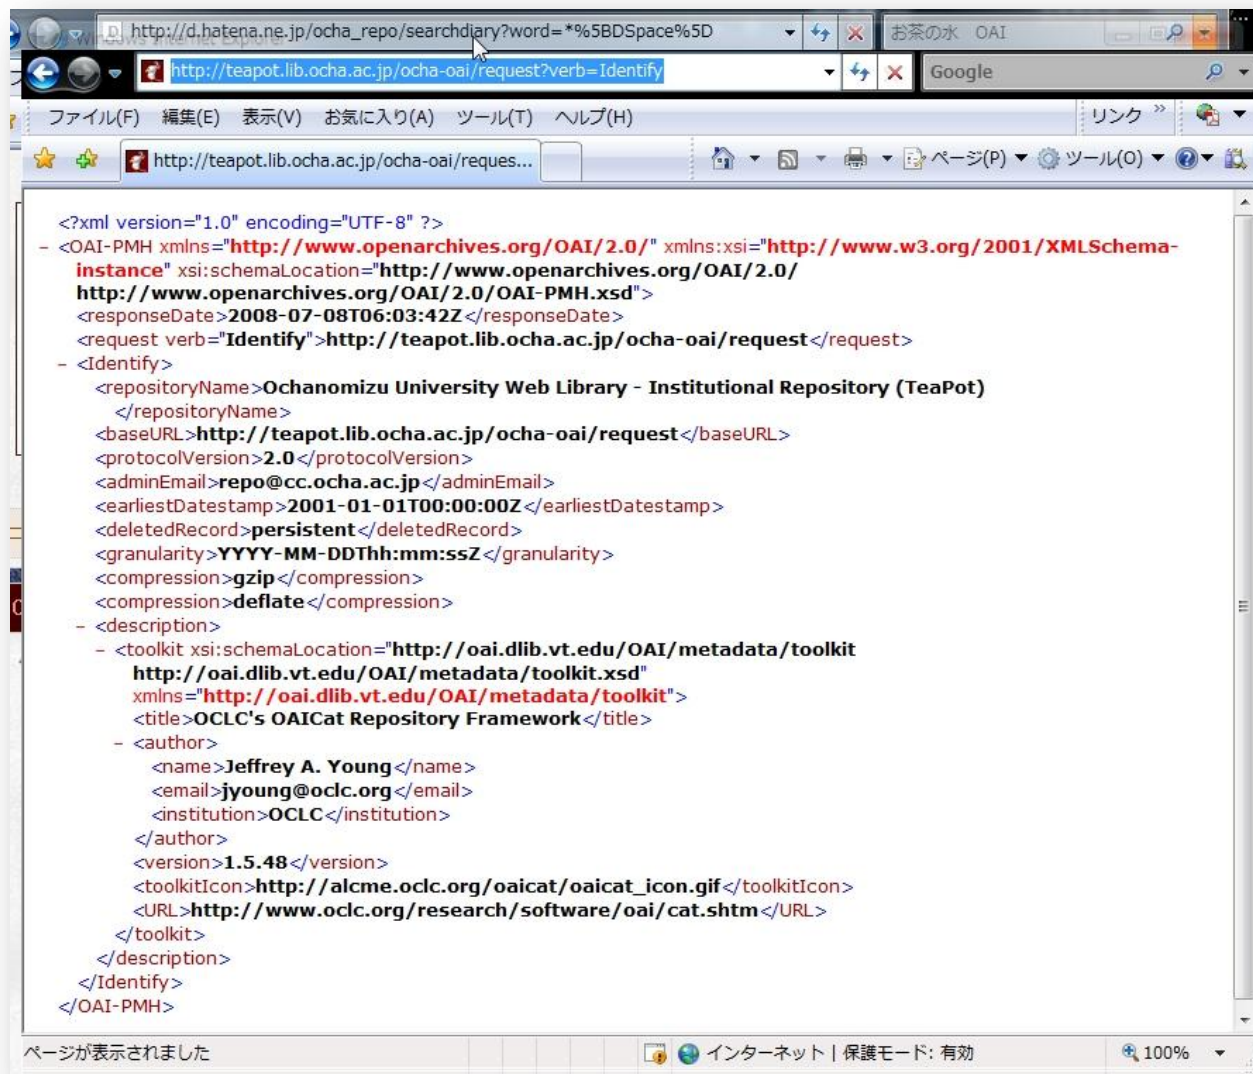 http://d.hatena.ne.jp/ocha_repo/searchdiary?word=*%5BDSpace%5D
お茶の水 OAI
http://teapot.lib.ocha.ac.jp/ocha-oai/request?verb=Identify
Google
ファイル(F) 編集(E) 表示(V) お気に入り(A) ツール(T) ヘルプ(H)
リンク »
http://teapot.lib.ocha.ac.jp/ocha-oai/reques...
ページ(P) ツール(O)
<?xml version="1.0" encoding="UTF-8" ?>
– <OAI-PMH xmlns="http://www.openarchives.org/OAI/2.0/" xmlns:xsi="http://www.w3.org/2001/XMLSchema-
instance" xsi:schemaLocation="http://www.openarchives.org/OAI/2.0/
http://www.openarchives.org/OAI/2.0/OAI-PMH.xsd">
<responseDate>2008-07-08T06:03:42Z</responseDate>
<request verb="Identify">http://teapot.lib.ocha.ac.jp/ocha-oai/request</request>
– <Identify>
<repositoryName>Ochanomizu University Web Library - Institutional Repository (TeaPot)
</repositoryName>
<baseURL>http://teapot.lib.ocha.ac.jp/ocha-oai/request</baseURL>
<protocolVersion>2.0</protocolVersion>
<adminEmail>repo@cc.ocha.ac.jp</adminEmail>
<earliestDatestamp>2001-01-01T00:00:00Z</earliestDatestamp>
<deletedRecord>persistent</deletedRecord>
<granularity>YYYY-MM-DDThh:mm:ssZ</granularity>
<compression>gzip</compression>
<compression>deflate</compression>
– <description>
– <toolkit xsi:schemaLocation="http://oai.dlib.vt.edu/OAI/metadata/toolkit
http://oai.dlib.vt.edu/OAI/metadata/toolkit.xsd"
xmlns="http://oai.dlib.vt.edu/OAI/metadata/toolkit">
<title>OCLC's OAICat Repository Framework</title>
– <author>
<name>Jeffrey A. Young</name>
<email>jyoung@oclc.org</email>
<institution>OCLC</institution>
</author>
<version>1.5.48</version>
<toolkitIcon>http://alcme.oclc.org/oaicat/oaicat_icon.gif</toolkitIcon>
<URL>http://www.oclc.org/research/software/oai/cat.shtm</URL>
</toolkit>
</description>
</Identify>
</OAI-PMH>
ページが表示されました
インターネット | 保護モード: 有効
100%